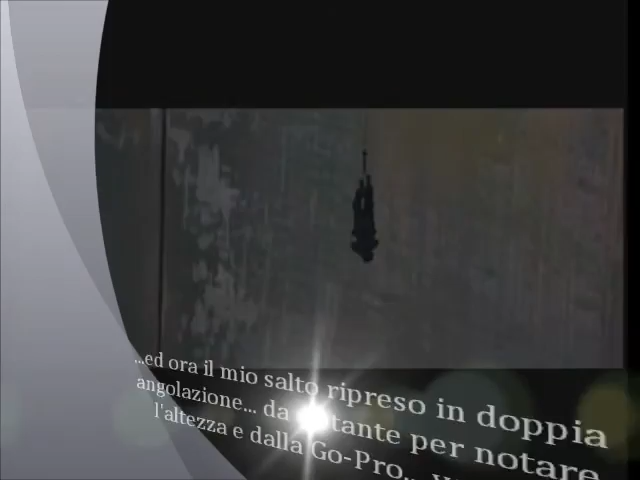 ...ed ora il mio salto ripreso in doppia
angolazione... da tante per notare
l'altezza e dalla Go-Pro...